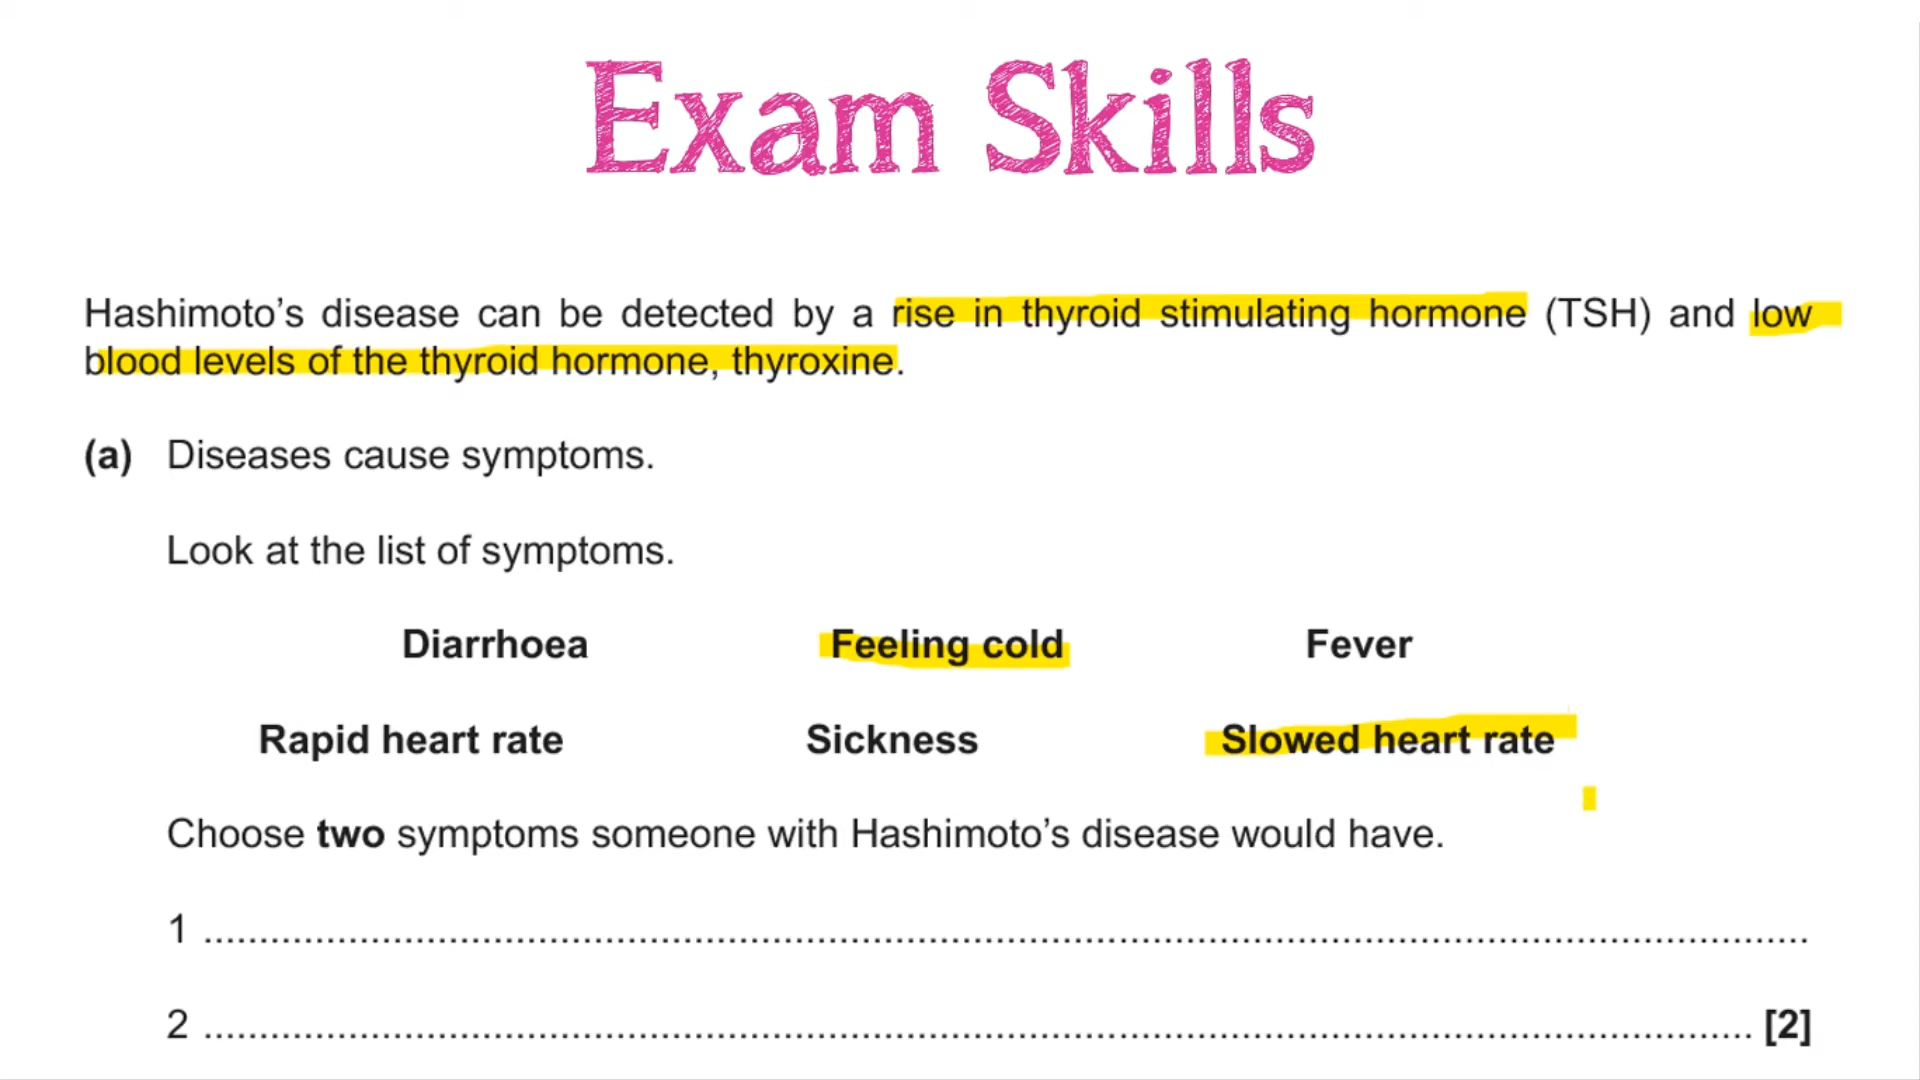 Exam Skills
Hashimoto’s disease can be detected by a rise in thyroid stimulating hormone (TSH) and low
blood levels of the thyroid hormone, thyroxine.
(a) Diseases cause symptoms.
Look at the list of symptoms.
Diarrhoea Feeling cold Fever
Rapid heart rate Sickness Slowed heart rate
Choose two symptoms someone with Hashimoto’s disease would have.
1 ........................................................................................................
2 .................................................................................................... [2]